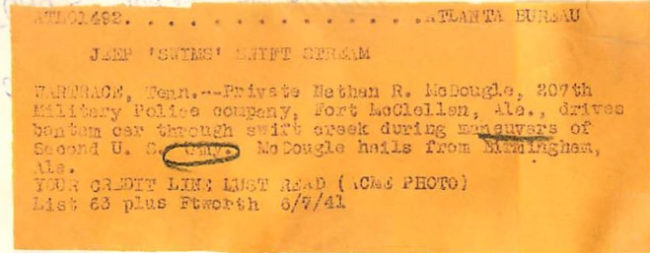 ATL01492. . . . . . . . . . . . . . . . ATLANTA BUREAU
JEEP 'SWIMS' SWIFT STREAM
WARTRACE, Tenn.--Private Nathan R. McDougle, 207th
Military Police company, Fort McClellan, Ala., drives
bantam car through swift creek during maneuvers of
Second U. S. Army. McDougle hails from Birmingham,
Ala.
YOUR CREDIT LINE MUST READ (ACME PHOTO)
List 63 plus Ftworth 6/7/41